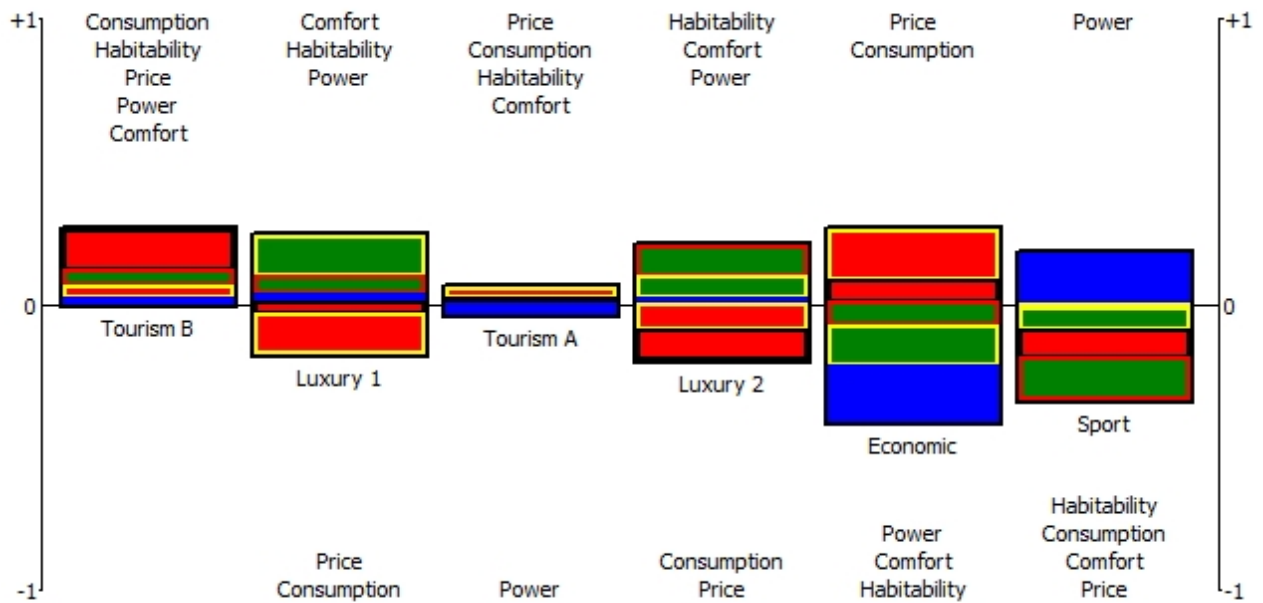 +1
Consumption
Habitability
Price
Power
Comfort
Comfort
Habitability
Power
Price
Consumption
Habitability
Comfort
Habitability
Comfort
Power
Price
Consumption
Power
+1
0
0
Tourism B
Luxury 1
Tourism A
Luxury 2
Economic
Sport
Price
Consumption
Power
Consumption
Price
Power
Comfort
Habitability
Habitability
Consumption
Comfort
Price
-1
-1